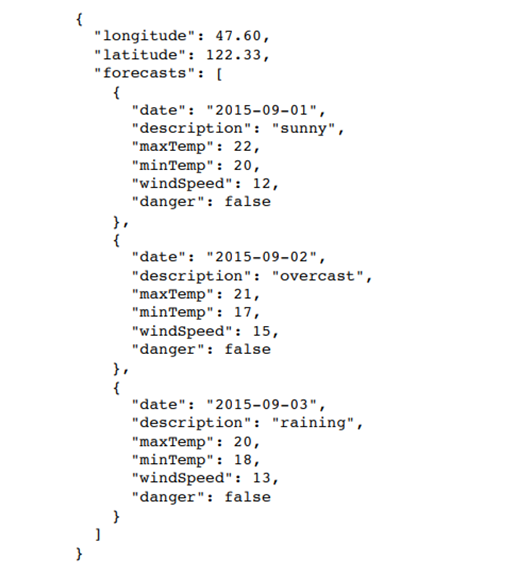 {
  "longitude": 47.60,
  "latitude": 122.33,
  "forecasts": [
    {
      "date": "2015-09-01",
      "description": "sunny",
      "maxTemp": 22,
      "minTemp": 20,
      "windSpeed": 12,
      "danger": false
    },
    {
      "date": "2015-09-02",
      "description": "overcast",
      "maxTemp": 21,
      "minTemp": 17,
      "windSpeed": 15,
      "danger": false
    },
    {
      "date": "2015-09-03",
      "description": "raining",
      "maxTemp": 20,
      "minTemp": 18,
      "windSpeed": 13,
      "danger": false
    }
  ]
}